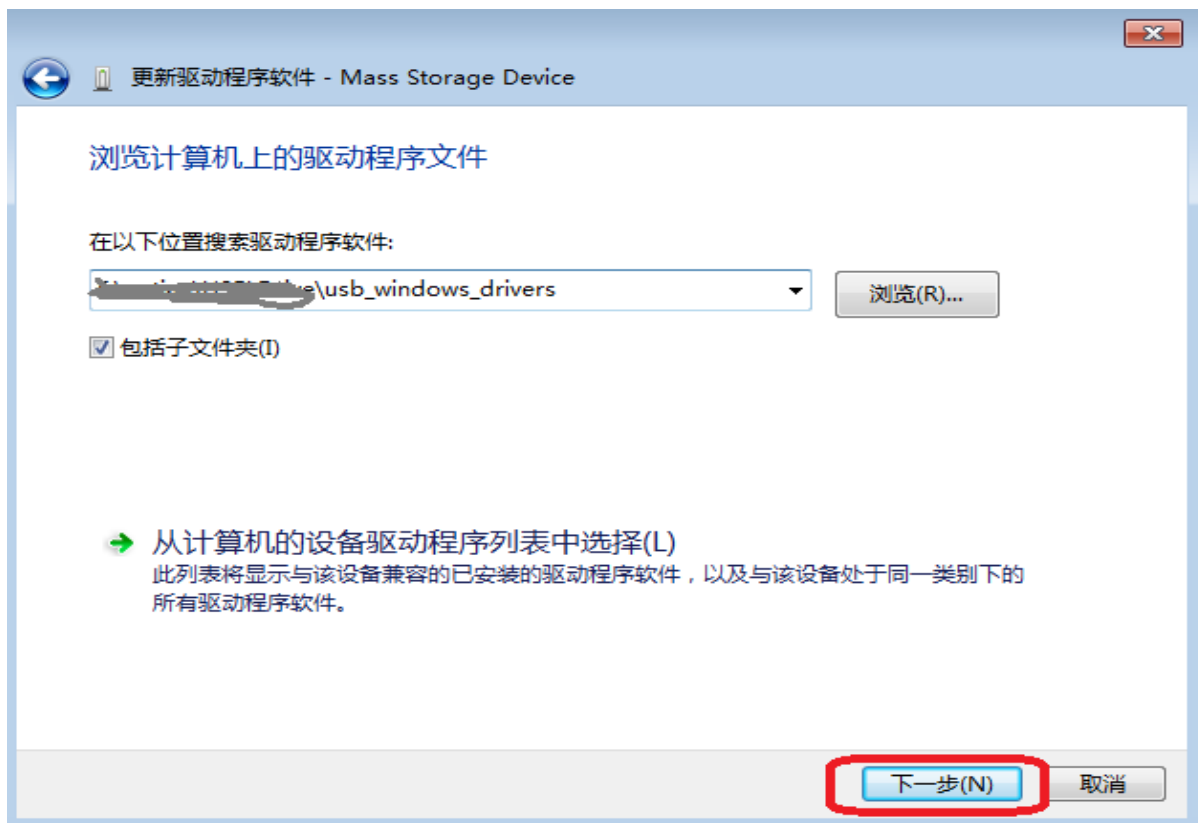 更新驱动程序软件 - Mass Storage Device
浏览计算机上的驱动程序文件
在以下位置搜索驱动程序软件:
\usb_windows_drivers
浏览(R)...
包括子文件夹(I)
从计算机的设备驱动程序列表中选择(L)
此列表将显示与该设备兼容的已安装的驱动程序软件，以及与该设备处于同一类别下的
所有驱动程序软件。
下一步(N)
取消